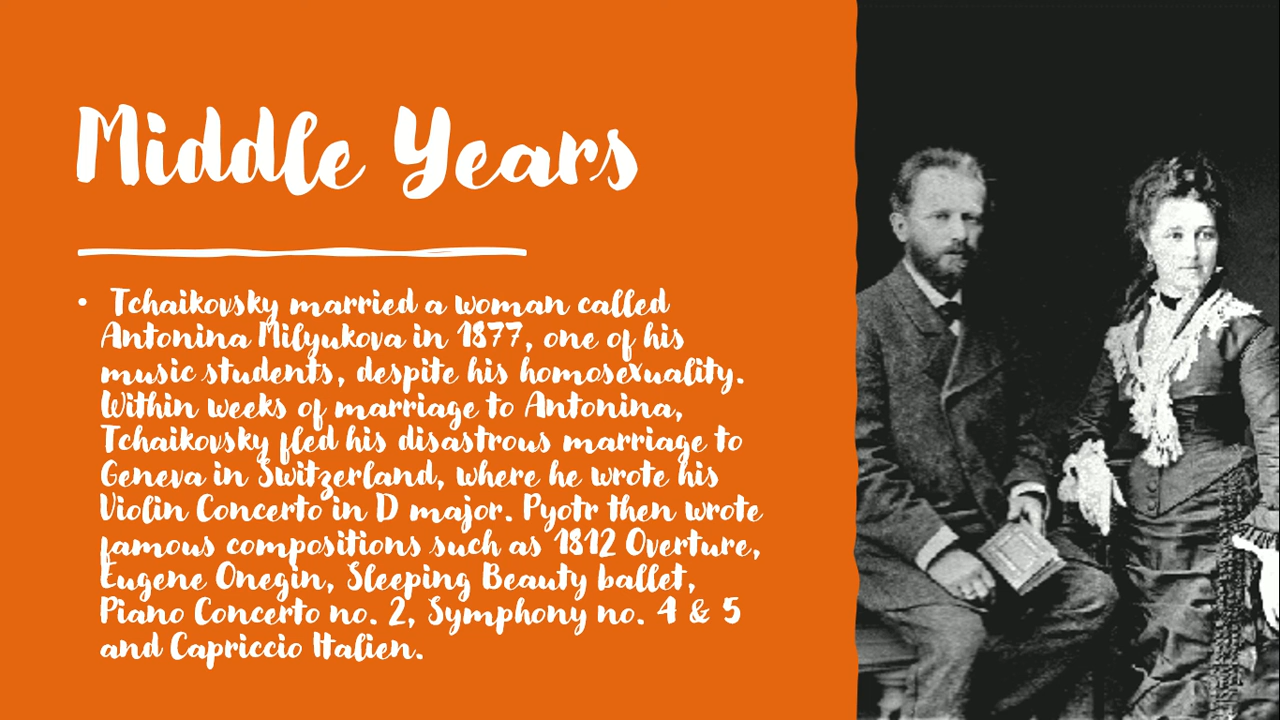 Middle Years
• Tchaikovsky married a woman called
Antonina Milyukova in 1877, one of his
music students, despite his homosexuality.
Within weeks of marriage to Antonina,
Tchaikovsky fled his disastrous marriage to
Geneva in Switzerland, where he wrote his
Violin Concerto in D major. Pyotr then wrote
famous compositions such as 1812 Overture,
Eugene Onegin, Sleeping Beauty ballet,
Piano Concerto no. 2, Symphony no. 4 & 5
and Capriccio Italien.